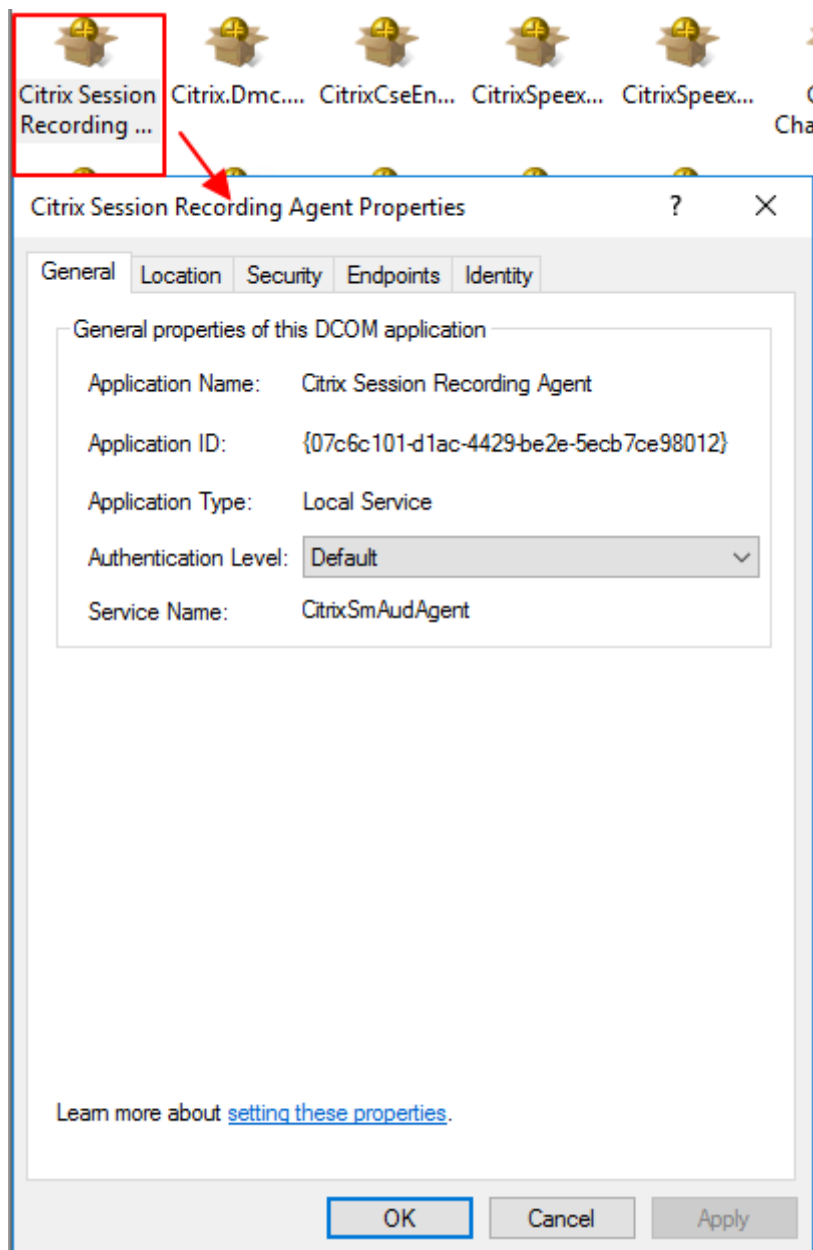 Citrix Session Citrix.Dmc.... CitrixCseEn... CitrixSpeex... CitrixSpeex...
Recording ... Cha
Citrix Session Recording Agent Properties ?
General Location Security Endpoints Identity
General properties of this DCOM application
Application Name: Citrix Session Recording Agent
Application ID: {07c6c101-d1ac-4429-be2e-5ecb7ce98012}
Application Type: Local Service
Authentication Level: Default
Service Name: CitrixSmAudAgent
Learn more about setting these properties.
OK Cancel Apply